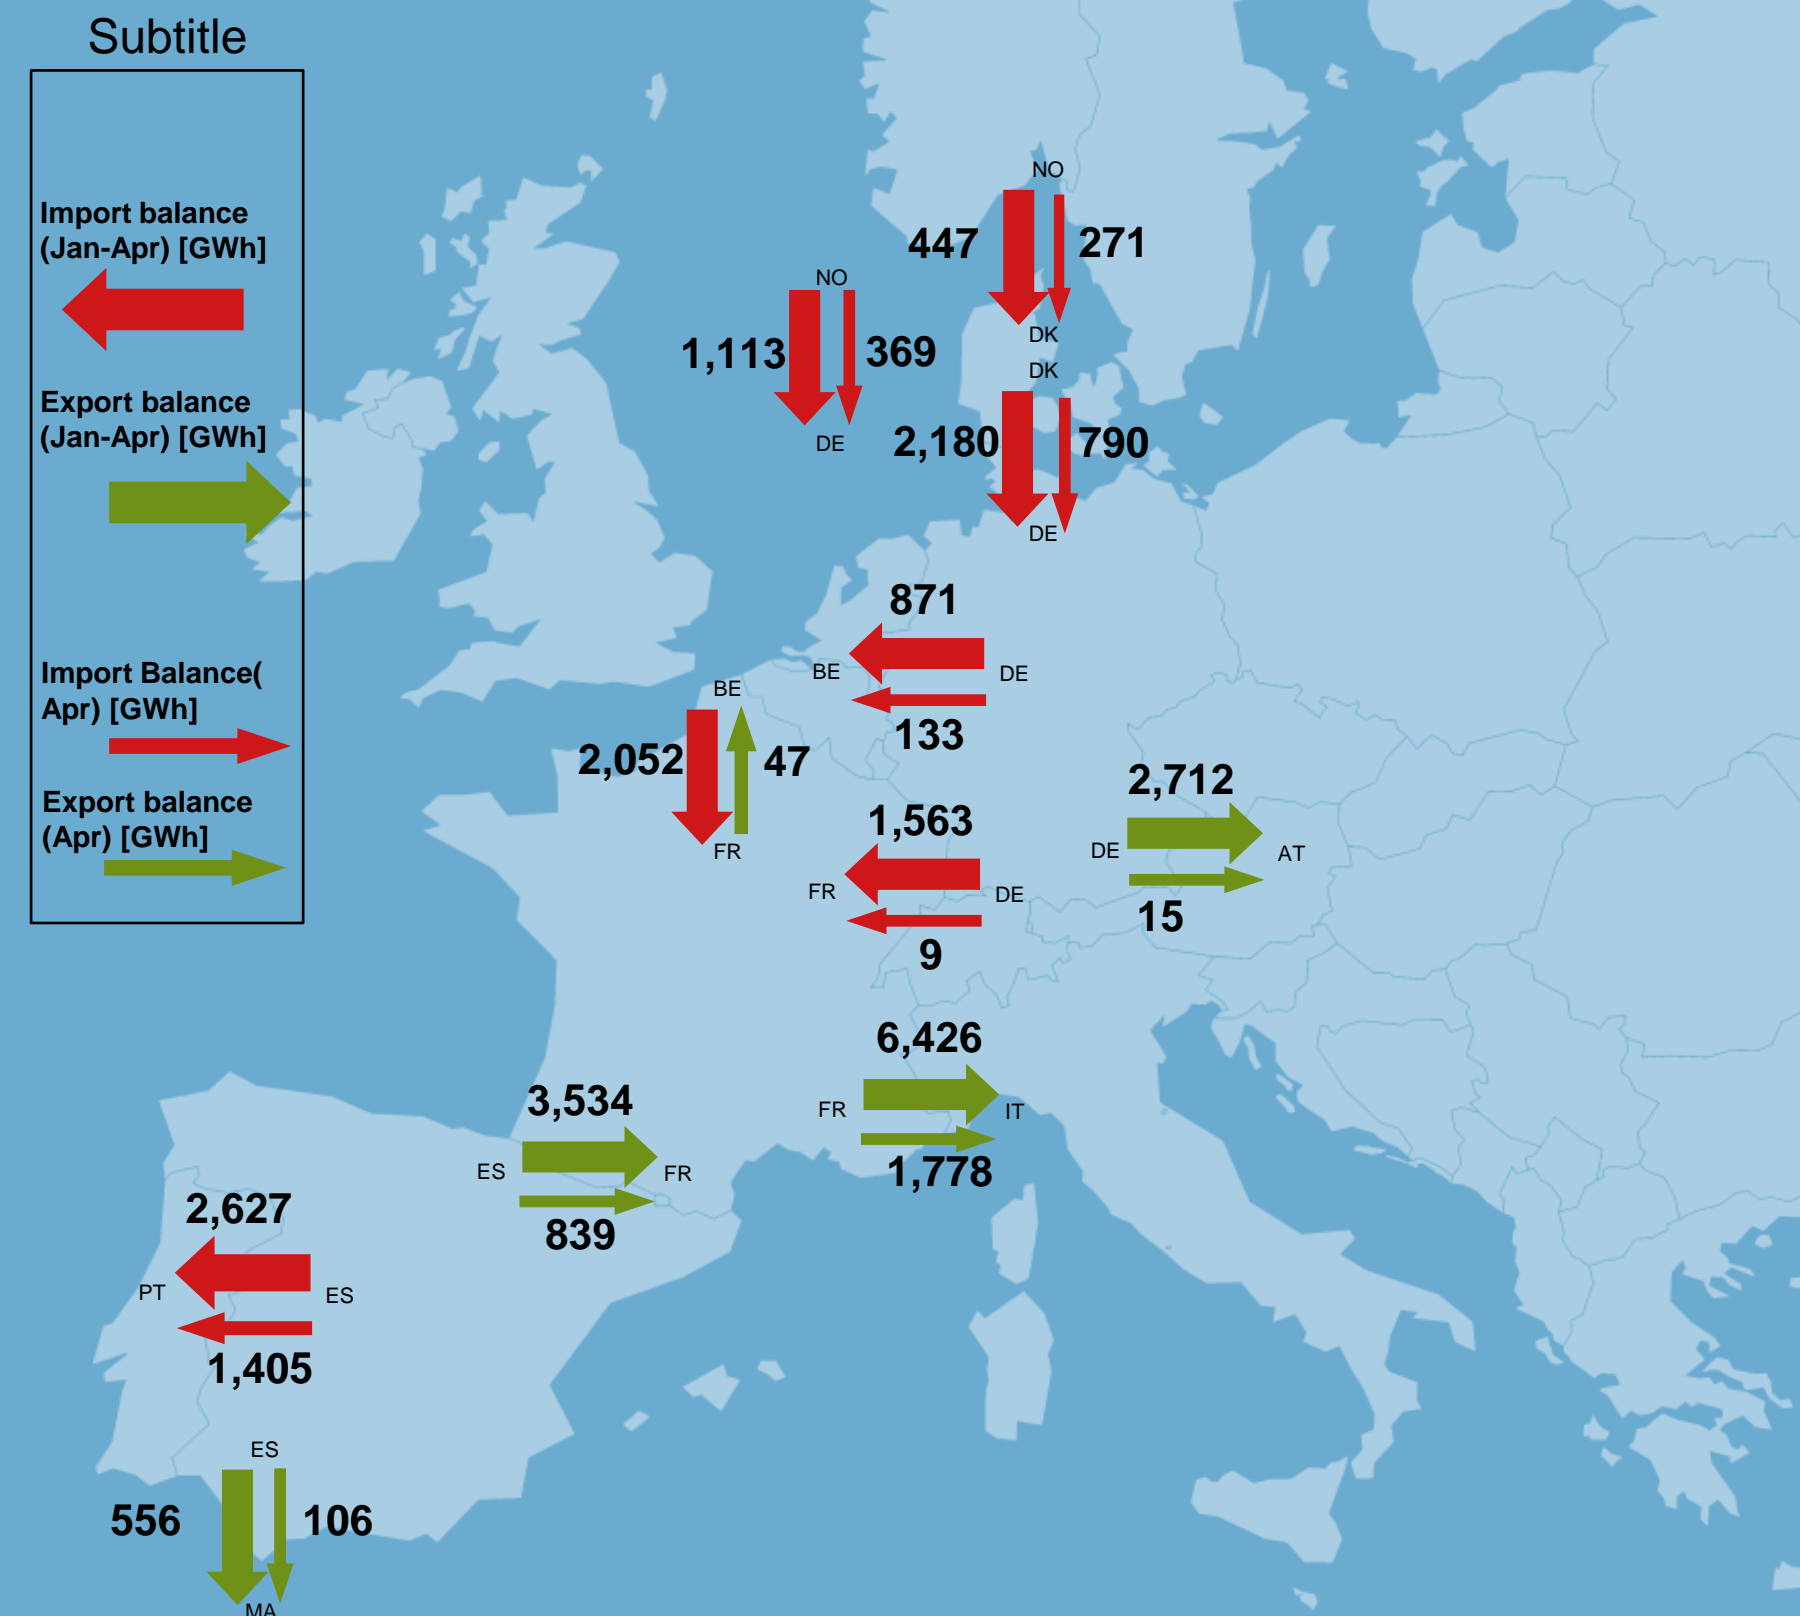 Subtitle
Import balance
(Jan-Apr) [GWh]
Export balance
(Jan-Apr) [GWh]
Import Balance(
Apr) [GWh]
Export balance
(Apr) [GWh]
NO
447
271
DK
NO
1,113
369
DE
DK
2,180
790
DE
871
BE
DE
133
BE
2,052
47
FR
1,563
FR
DE
9
2,712
DE
AT
15
6,426
FR
IT
1,778
3,534
ES
FR
839
2,627
PT
ES
1,405
ES
556
106
MA